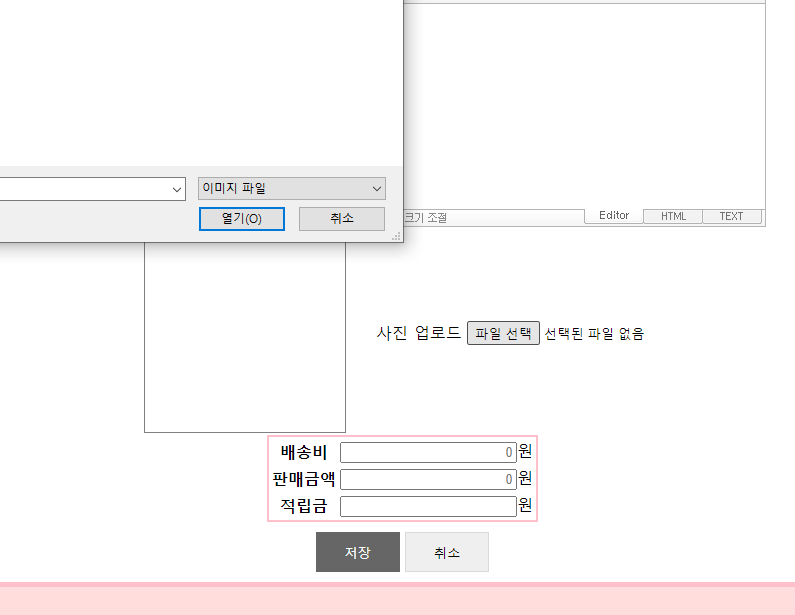 이미지 파일
열기(O) 취소
크기 조절 Editor HTML TEXT
사진 업로드 파일 선택 선택된 파일 없음
배송비 0 원
판매금액 0 원
적립금 원
저장 취소